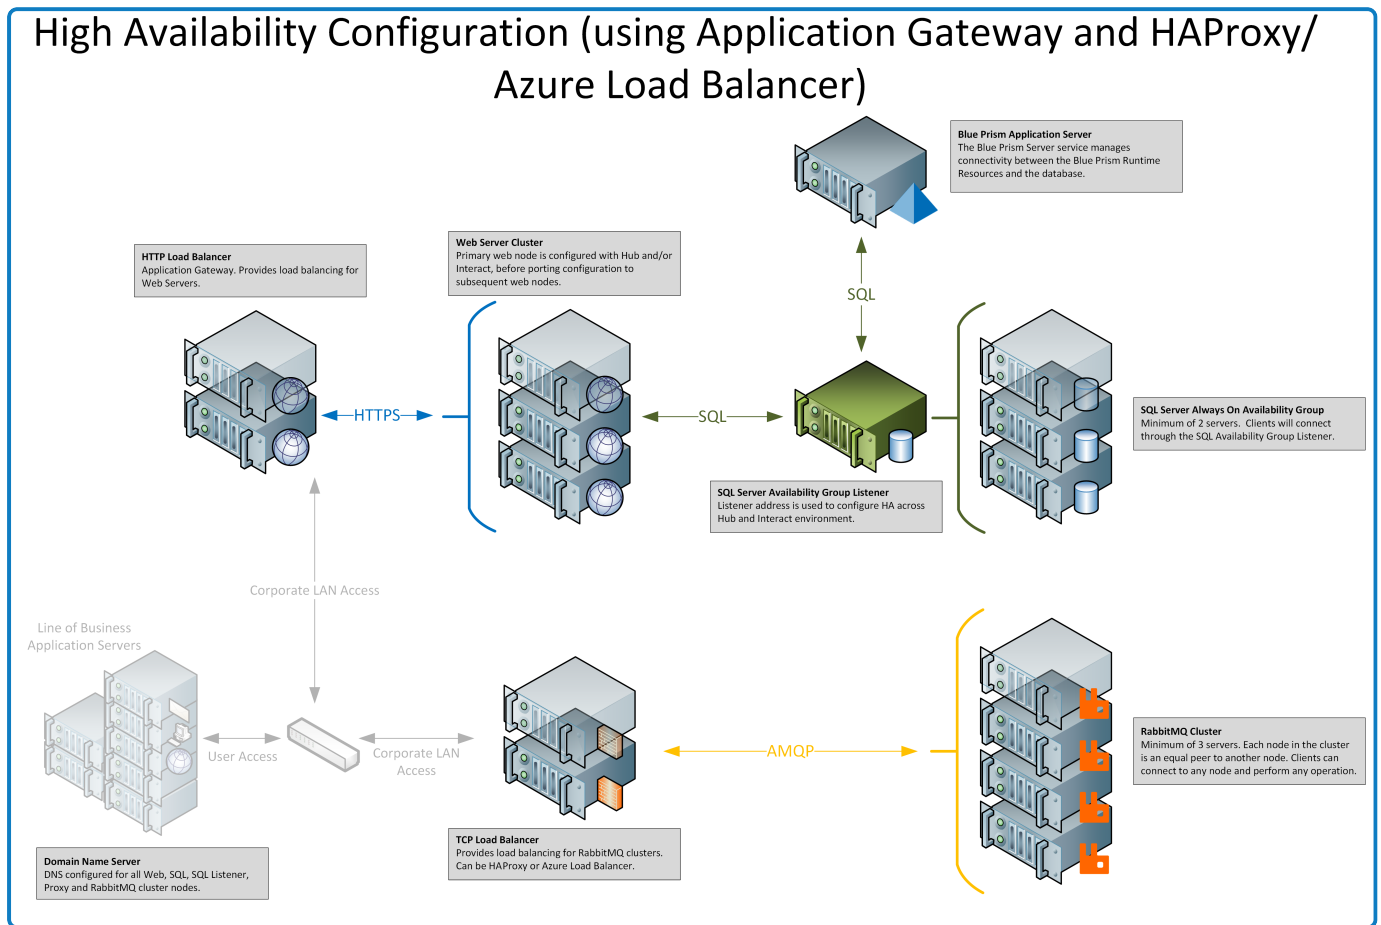 High Availability Configuration (using Application Gateway and HAProxy/
Azure Load Balancer)
Blue Prism Application Server
The Blue Prism Server service manages
connectivity between the Blue Prism Runtime
Resources and the database.
HTTP Load Balancer
Application Gateway. Provides load balancing for
Web Servers.
Web Server Cluster
Primary web node is configured with Hub and/or
Interact, before porting configuration to
subsequent web nodes.
SQL
HTTPS
SQL
SQL Server Always On Availability Group
Minimum of 2 servers.  Clients will connect
through the SQL Availability Group Listener.
SQL Server Availability Group Listener
Listener address is used to configure HA across
Hub and Interact environment.
Corporate LAN Access
Line of Business
Application Servers
User Access
Corporate LAN
Access
AMQP
RabbitMQ Cluster
Minimum of 3 servers. Each node in the cluster
is an equal peer to another node. Clients can
connect to any node and perform any operation.
TCP Load Balancer
Provides load balancing for RabbitMQ clusters.
Can be HAProxy or Azure Load Balancer.
Domain Name Server
DNS configured for all Web, SQL, SQL Listener,
Proxy and RabbitMQ cluster nodes.